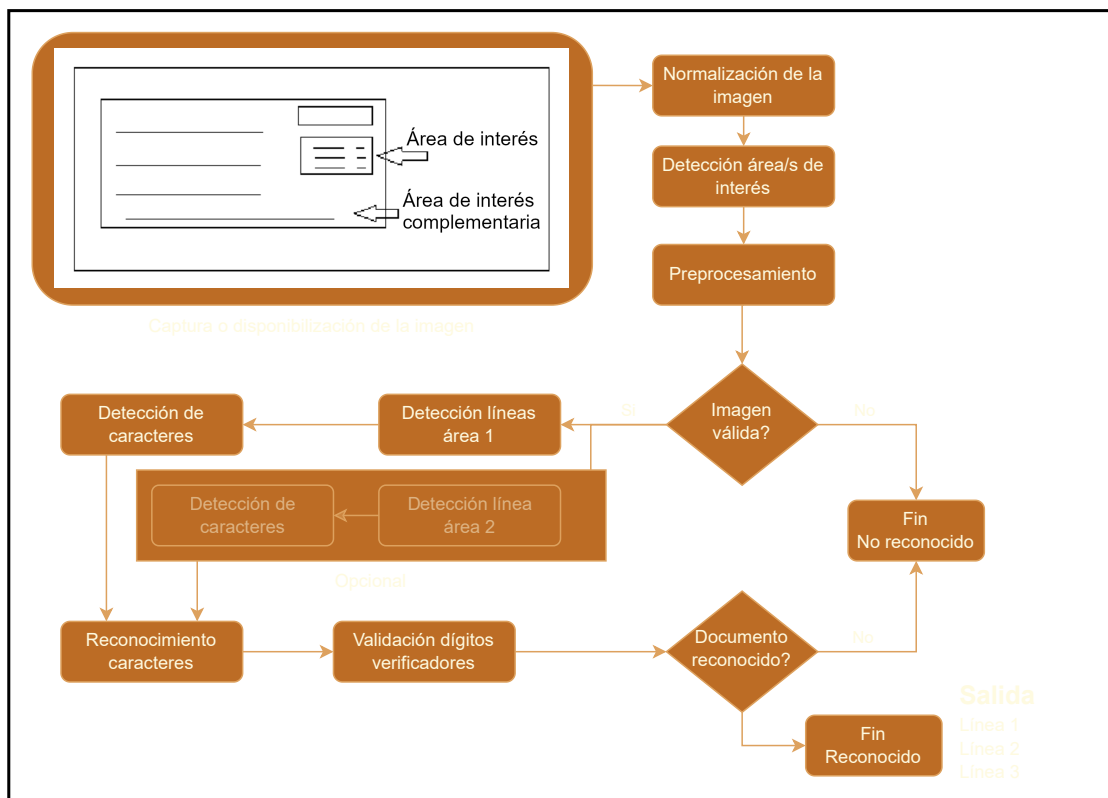 Área de interés
Área de interés
complementaria
Captura o disponibilización de la imagen
Normalización de la
imagen
Detección área/s de
interés
Preprocesamiento
Imagen
válida?
Si
No
Detección líneas
área 1
Detección de
caracteres
Detección línea
área 2
Detección de
caracteres
Opcional
Fin
No reconocido
Reconocimiento
caracteres
Validación dígitos
verificadores
Documento
reconocido?
No
Fin
Reconocido
Salida
Línea 1
Línea 2
Línea 3